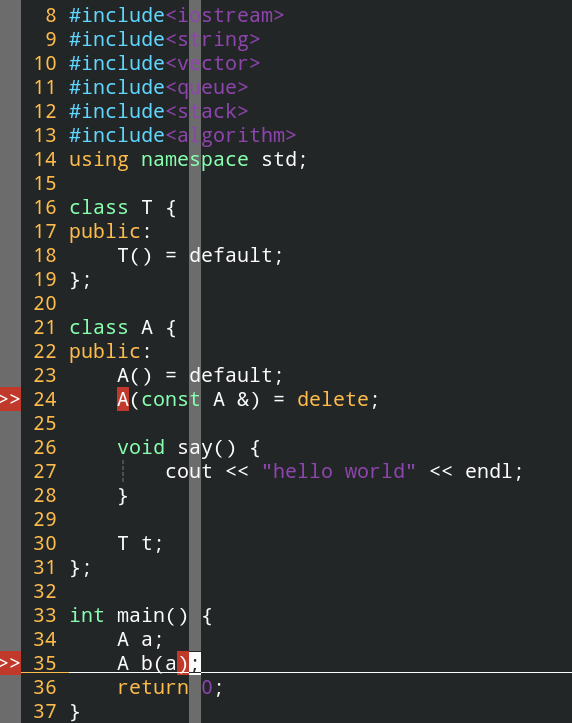 8 #include<iostream>
9 #include<string>
10 #include<vector>
11 #include<queue>
12 #include<stack>
13 #include<algorithm>
14 using namespace std;
15
16 class T {
17 public:
18     T() = default;
19 };
20
21 class A {
22 public:
23     A() = default;
>> 24     A(const A &) = delete;
25
26     void say() {
27         cout << "hello world" << endl;
28     }
29
30     T t;
31 };
32
33 int main() {
34     A a;
>> 35     A b(a);
36     return 0;
37 }